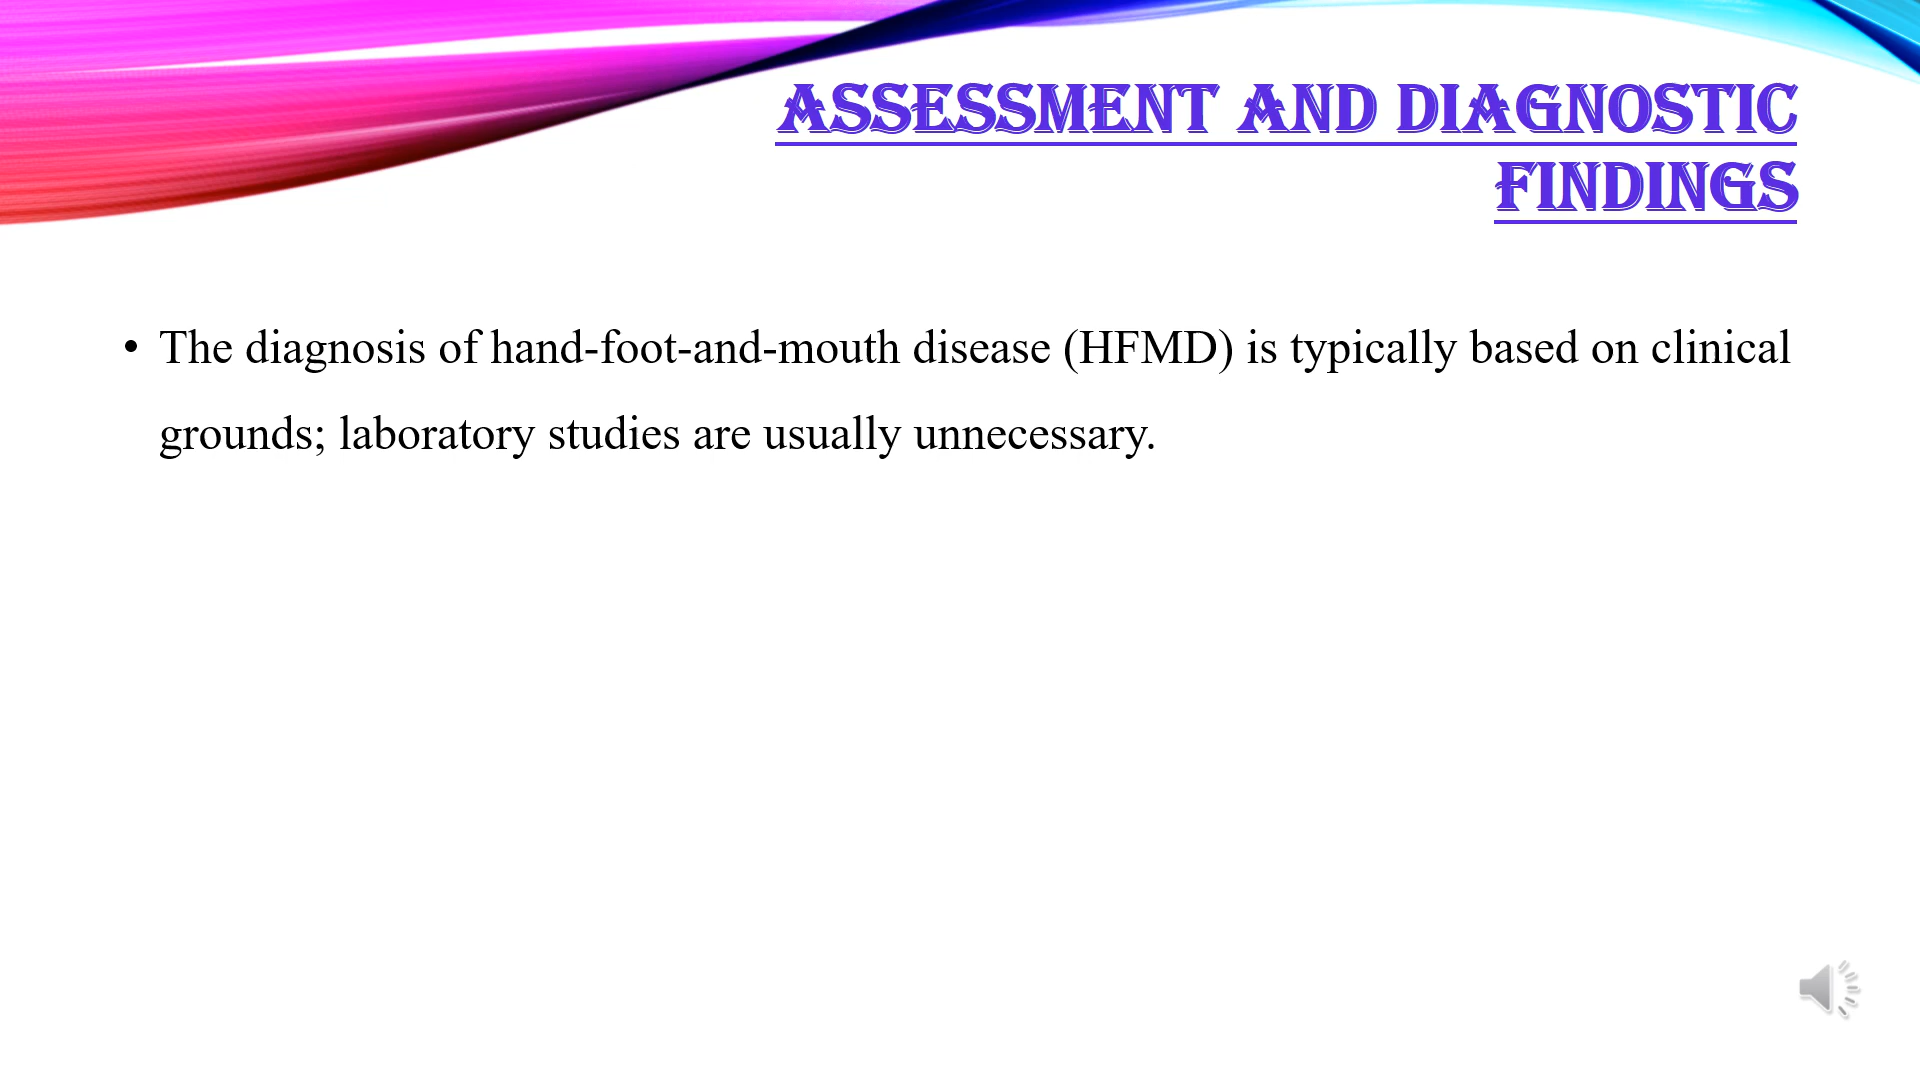 ASSESSMENT AND DIAGNOSTIC
FINDINGS
• The diagnosis of hand-foot-and-mouth disease (HFMD) is typically based on clinical
grounds; laboratory studies are usually unnecessary.